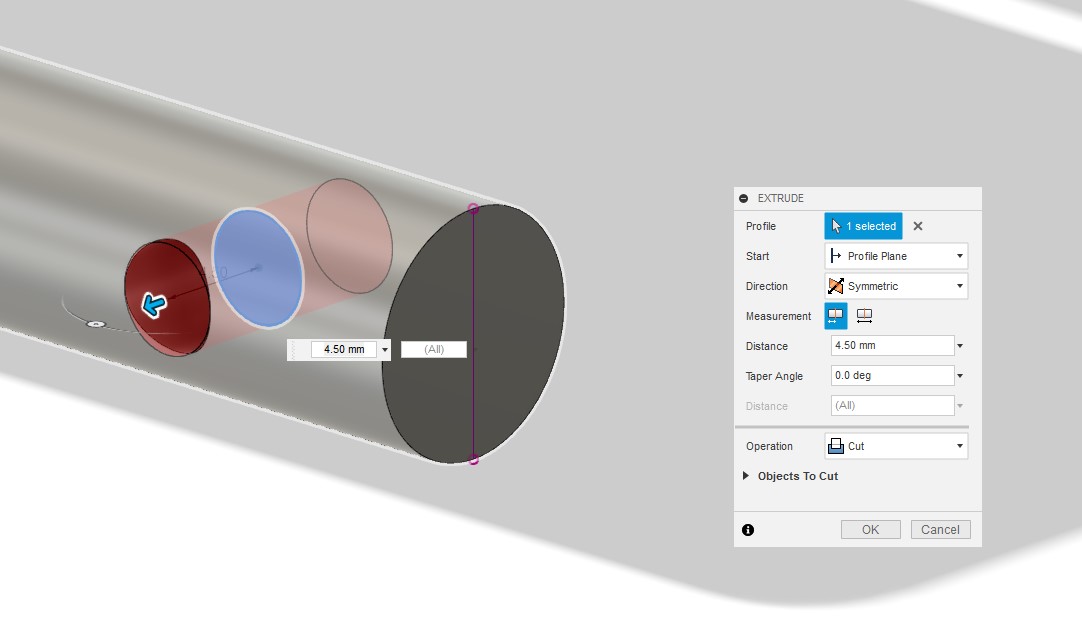 EXTRUDE
Profile
1 selected
Start
Profile Plane
Direction
Symmetric
Measurement
Distance
4.50 mm
Taper Angle
0.0 deg
Distance
(All)
Operation
Cut
Objects To Cut
OK
Cancel
4.50 mm
(All)